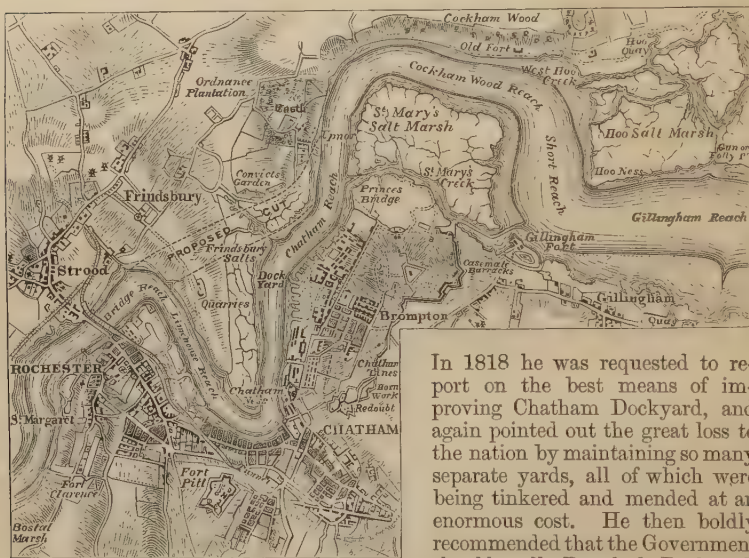 Cockham Wood
Old Fort
Hoo
Quay
West Hoo
Creek
Cockham Wood Reach
Ordnance
Plantation
Castle
Upnor
St. Mary's
Salt Marsh
Hoo Salt Marsh
Short Reach
Convicts
Garden
St. Mary's
Creek
Hoo Ness
Princes
Bridge
Frindsbury
Gillingham Reach
PROPOSED CUT
Chatham Reach
Frindsbury
Salts
Gillingham
Fort
Strood
Dock
Yard
Casemate
Barracks
Gillingham
Bridge Reach
Limehouse Reach
Quarries
Brompton
Quay
ROCHESTER
Chatham
Lines
Horn
Work
Redoubt
Chatham
St. Margaret
CHATHAM
Fort
Pitt
Fort
Clarence
Bostal
Marsh
In 1818 he was requested to re-
port on the best means of im-
proving Chatham Dockyard, and
again pointed out the great loss to
the nation by maintaining so many
separate yards, all of which were
being tinkered and mended at an
enormous cost. He then boldly
recommended that the Government